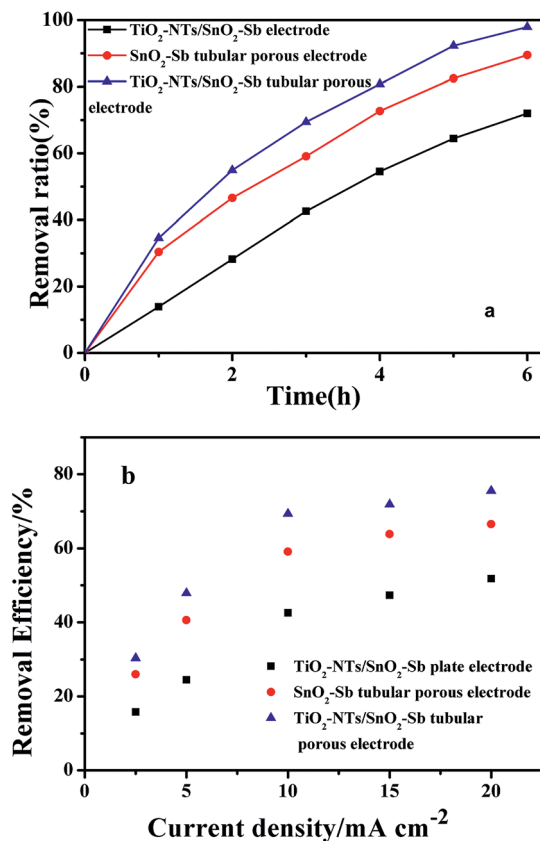 100
80
60
40
20
0
Removal ratio(%)
TiO₂-NTs/SnO₂-Sb electrode
SnO₂-Sb tubular porous electrode
TiO₂-NTs/SnO₂-Sb tubular porous
electrode
a
0 2 4 6
Time(h)
80
60
40
20
0
Removal Efficiency/%
b
TiO₂-NTs/SnO₂-Sb plate electrode
SnO₂-Sb tubular porous electrode
TiO₂-NTs/SnO₂-Sb tubular
porous electrode
0 5 10 15 20
Current density/mA cm⁻²